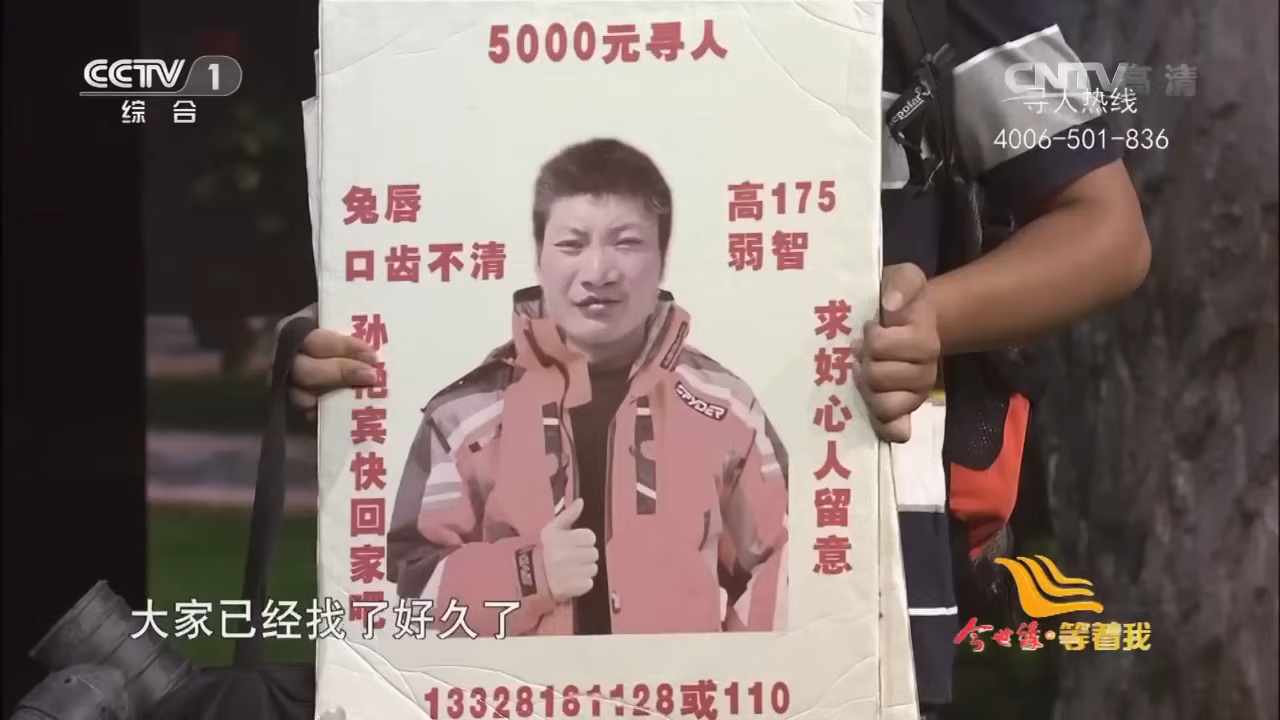 CCTV 1
综合
CNTV高清
寻人热线
4006-501-836
5000元寻人
兔唇
口齿不清
高175
弱智
孙艳宾快回家吧
求好心人留意
SPYDER
大家已经找了好久了
今世缘·等着我
13328161128或110